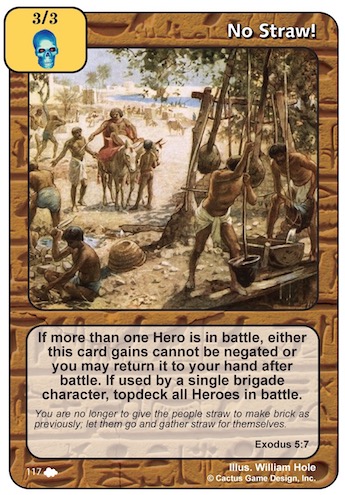 3/3
No Straw!
If more than one Hero is in battle, either
this card gains cannot be negated or
you may return it to your hand after
battle. If used by a single brigade
character, topdeck all Heroes in battle.
You are no longer to give the people straw to make brick as
previously; let them go and gather straw for themselves.
Exodus 5:7
117
Illus. William Hole
© Cactus Game Design, Inc.